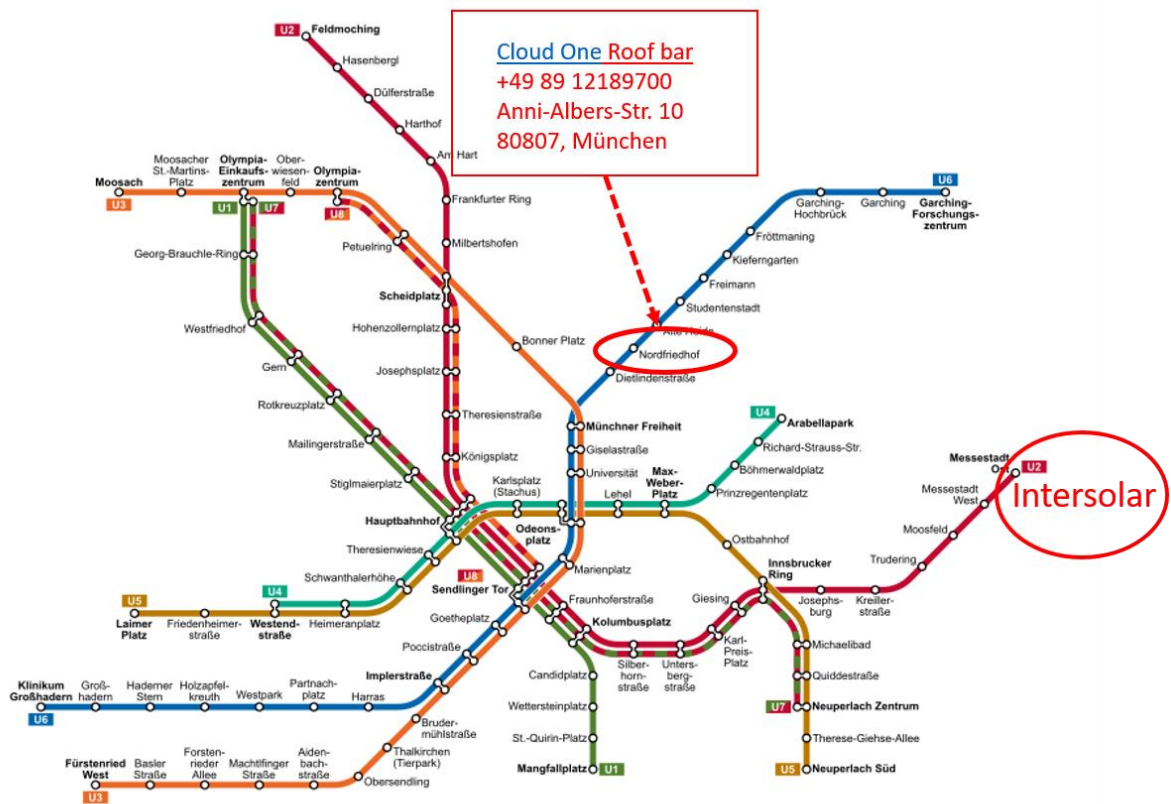 U2 Feldmoching
Hasenbergl
Dülferstraße
Harthof
Am Hart
Frankfurter Ring
Milbertshofen
Cloud One Roof bar
+49 89 12189700
Anni-Albers-Str. 10
80807, München
Moosach
U3
Moosacher
St.-Martins-
Platz
Olympia-
Einkaufs-
zentrum
U1 U7
Ober-
wiesen-
feld
Olympia-
zentrum
U8
Petuelring
Georg-Brauchle-Ring
Westfriedhof
Gern
Rotkreuzplatz
Mailingerstraße
Stiglmaierplatz
Scheidplatz
Hohenzollernplatz
Josephsplatz
Theresienstraße
Königsplatz
Bonner Platz
U6
Garching-
Forschungs-
zentrum
Garching
Garching-
Hochbrück
Fröttmaning
Kieferngarten
Freimann
Studentenstadt
Alte Heide
Nordfriedhof
Dietlindenstraße
Münchner Freiheit
Giselastraße
Universität
U4
Arabellapark
Richard-Strauss-Str.
Böhmerwaldplatz
Prinzregentenplatz
Max-
Weber-
Platz
Lehel
Odeons-
platz
Karlsplatz
(Stachus)
Hauptbahnhof
Theresienwiese
Schwanthalerhöhe
U4
Westend-
straße
Heimeranplatz
U5
Laimer
Platz
Friedenheimer-
straße
Messestadt
Ost
U2
Intersolar
Messestadt
West
Moosfeld
Trudering
Kreiller-
straße
Josephs-
burg
Innsbrucker
Ring
Ostbahnhof
Giesing
Karl-
Preis-
Platz
Unters-
bergstraße
Silber-
horn-
straße
Kolumbusplatz
Fraunhoferstraße
U8
Sendlinger Tor
Marienplatz
Goetheplatz
Poccistraße
Implerstraße
Klinikum
Großhadern
U6
Groß-
hadern
Haderner
Stern
Holzapfel-
kreuth
Westpark
Partnach-
platz
Harras
Bruder-
mühlstraße
Thalkirchen
(Tierpark)
Obersendling
Aiden-
bach-
straße
Machtlfinger
Straße
Forsten-
rieder
Allee
Basler
Straße
Fürstenried
West
U3
Candidplatz
Wettersteinplatz
St.-Quirin-Platz
Mangfallplatz U1
Michaelibad
Quiddestraße
U7 Neuperlach Zentrum
Therese-Giehse-Allee
U5 Neuperlach Süd